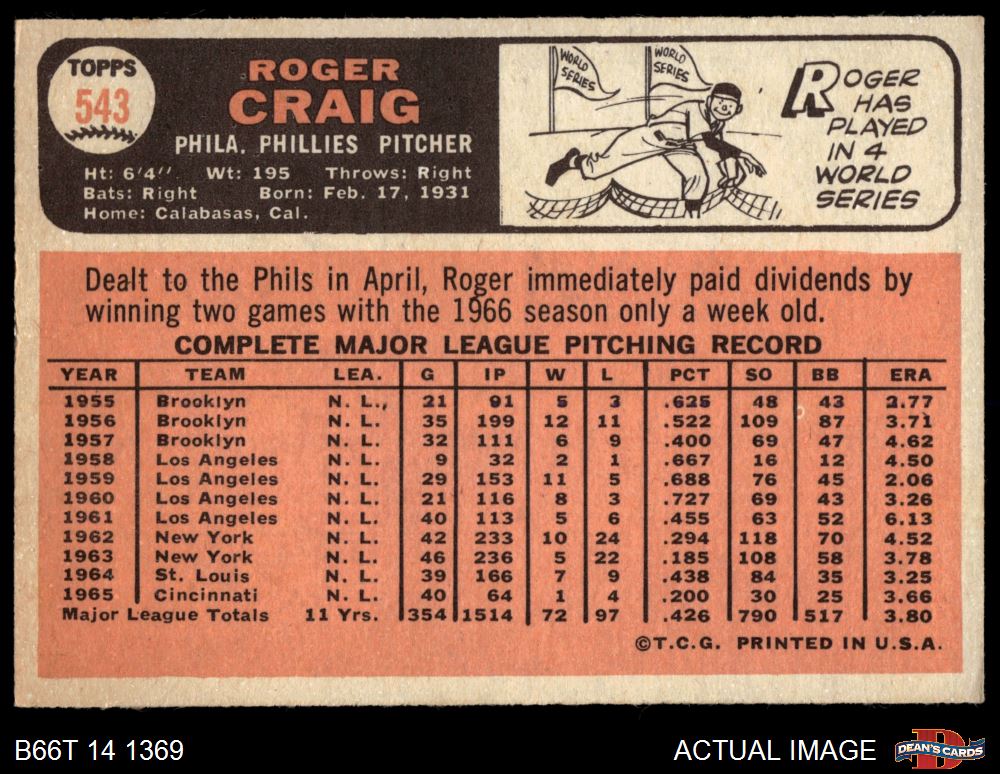 TOPPS
543
ROGER
CRAIG
PHILA. PHILLIES PITCHER
Ht: 6'4" Wt: 195 Throws: Right
Bats: Right Born: Feb. 17, 1931
Home: Calabasas, Cal.
WORLD
SERIES
WORLD
SERIES
ROGER
HAS
PLAYED
IN 4
WORLD
SERIES
Dealt to the Phils in April, Roger immediately paid dividends by
winning two games with the 1966 season only a week old.
COMPLETE MAJOR LEAGUE PITCHING RECORD
YEAR TEAM LEA. G IP W L PCT SO BB ERA
1955 Brooklyn N. L., 21 91 5 3 .625 48 43 2.77
1956 Brooklyn N. L. 35 199 12 11 .522 109 87 3.71
1957 Brooklyn N. L. 32 111 6 9 .400 69 47 4.62
1958 Los Angeles N. L. 9 32 2 1 .667 16 12 4.50
1959 Los Angeles N. L. 29 153 11 5 .688 76 45 2.06
1960 Los Angeles N. L. 21 116 8 3 .727 69 43 3.26
1961 Los Angeles N. L. 40 113 5 6 .455 63 52 6.13
1962 New York N. L. 42 233 10 24 .294 118 70 4.52
1963 New York N. L. 46 236 5 22 .185 108 58 3.78
1964 St. Louis N. L. 39 166 7 9 .438 84 35 3.25
1965 Cincinnati N. L. 40 64 1 4 .200 30 25 3.66
Major League Totals 11 Yrs. 354 1514 72 97 .426 790 517 3.80
©T.C.G. PRINTED IN U.S.A.
B66T 14 1369
ACTUAL IMAGE
DEAN'S CARDS